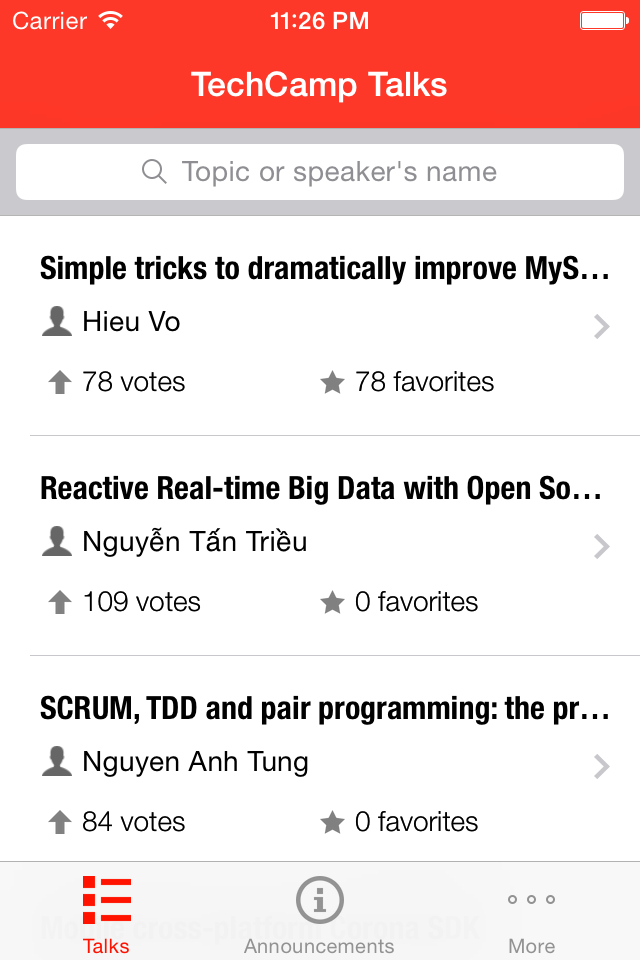 Carrier 11:26 PM
TechCamp Talks
Topic or speaker's name
Simple tricks to dramatically improve MyS...
Hieu Vo
78 votes 78 favorites
Reactive Real-time Big Data with Open So...
Nguyễn Tấn Triều
109 votes 0 favorites
SCRUM, TDD and pair programming: the pr...
Nguyen Anh Tung
84 votes 0 favorites
Mobile cross-platform Corona SDK
Talks Announcements More